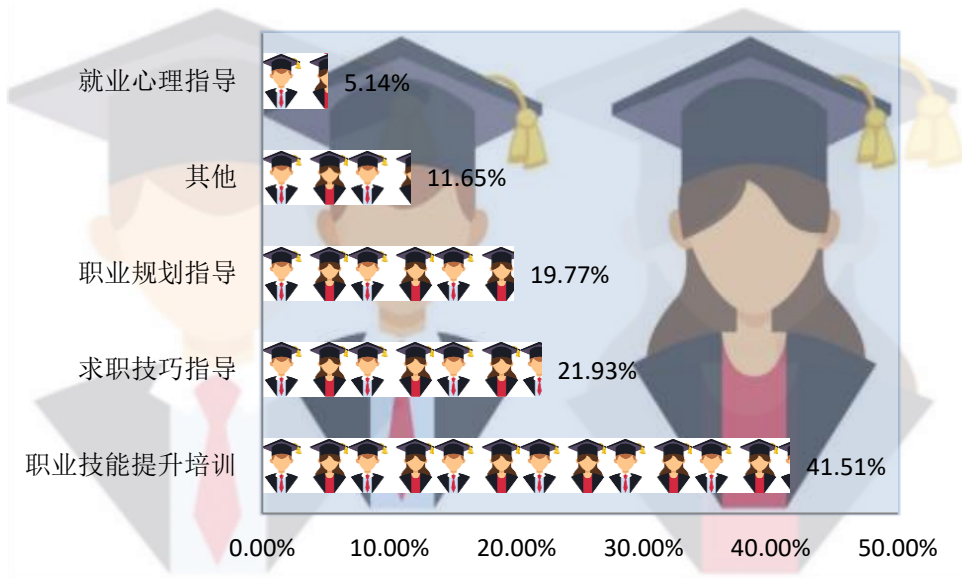 就业心理指导 5.14%
其他 11.65%
职业规划指导 19.77%
求职技巧指导 21.93%
职业技能提升培训 41.51%
0.00% 10.00% 20.00% 30.00% 40.00% 50.00%